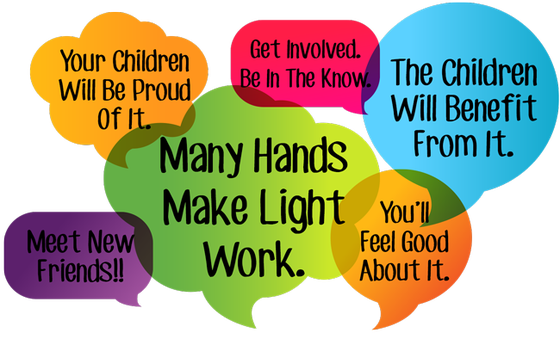 Your Children
Will Be Proud
Of It.
Get Involved.
Be In The Know.
The Children
Will Benefit
From It.
Many Hands
Make Light
Work.
Meet New
Friends!!
You'll
Feel Good
About It.